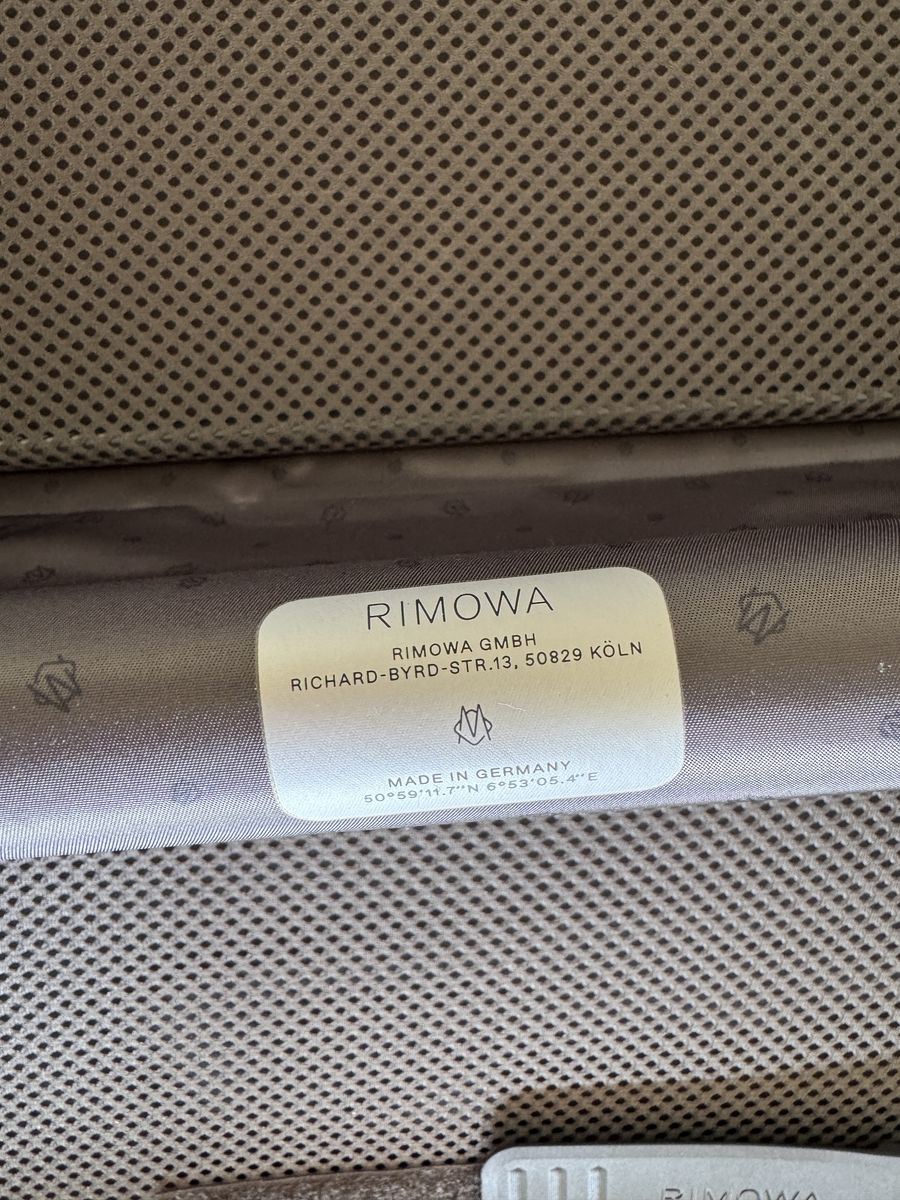 RIMOWA
RIMOWA GMBH
RICHARD-BYRD-STR.13, 50829 KÖLN
MADE IN GERMANY
50°59'11.7''N 6°53'05.4''E
RIMOWA